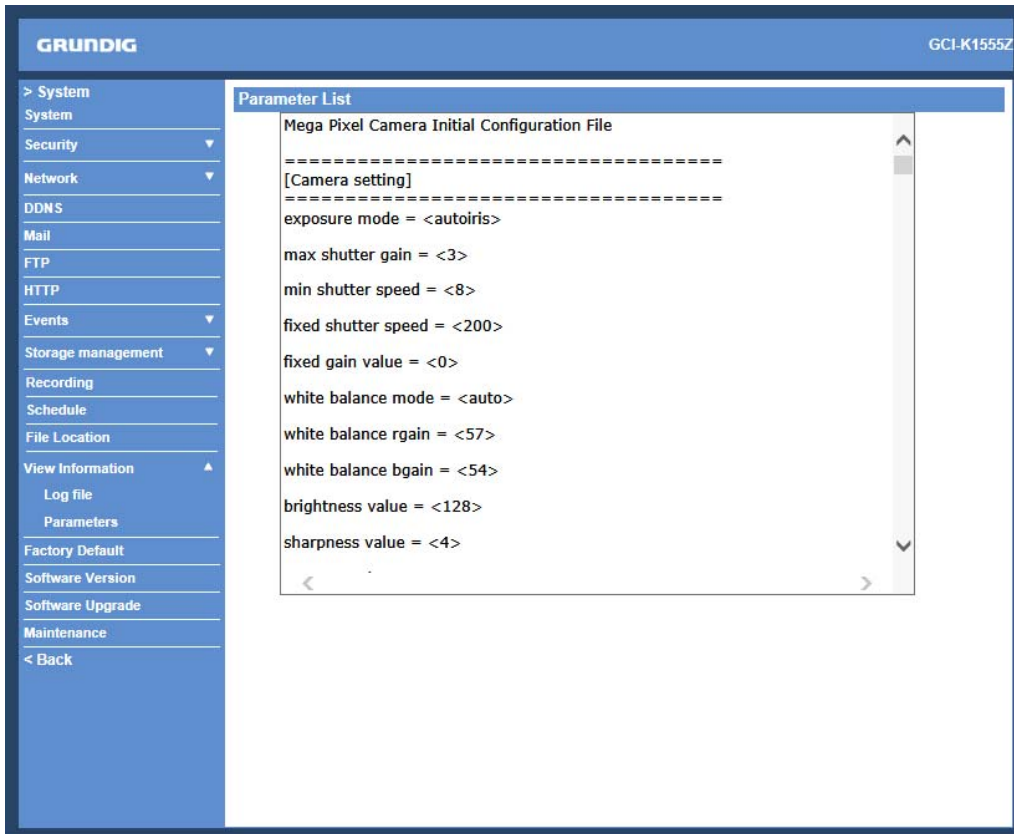 GRUNDIG
GCI-K1555Z
> System
System
Security
Network
DDNS
Mail
FTP
HTTP
Events
Storage management
Recording
Schedule
File Location
View Information
Log file
Parameters
Factory Default
Software Version
Software Upgrade
Maintenance
< Back
Parameter List
Mega Pixel Camera Initial Configuration File
====================================
[Camera setting]
====================================
exposure mode = <autoiris>
max shutter gain = <3>
min shutter speed = <8>
fixed shutter speed = <200>
fixed gain value = <0>
white balance mode = <auto>
white balance rgain = <57>
white balance bgain = <54>
brightness value = <128>
sharpness value = <4>